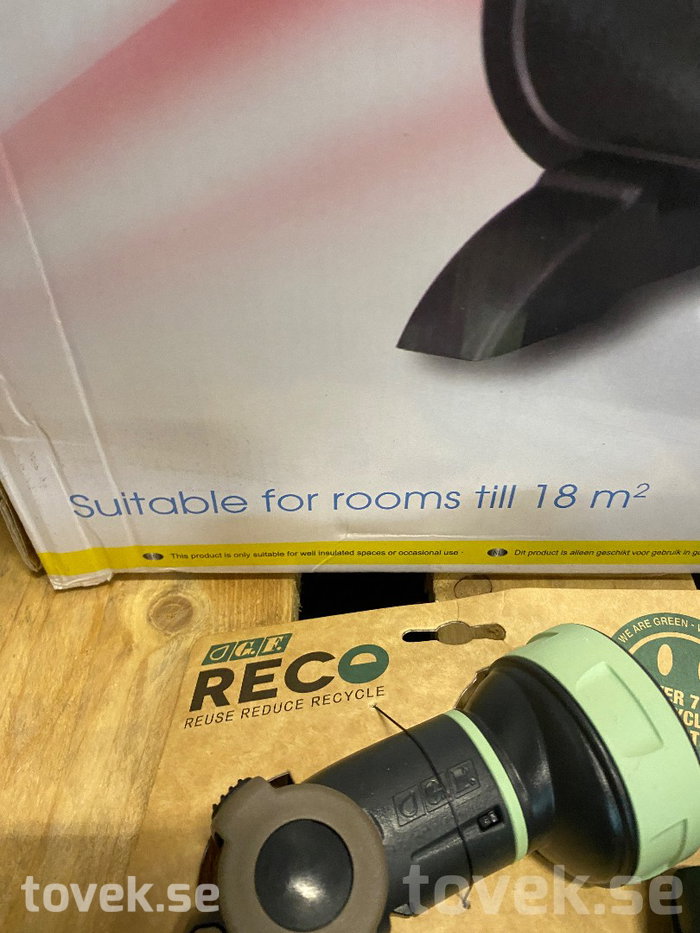 Suitable for rooms till 18 m²
This product is only suitable for well insulated spaces or occasional use -
NL Dit product is alleen geschikt voor gebruik in
G.F.
RECO
REUSE REDUCE RECYCLE
WE ARE GREEN -
G.F.
tovek.se
tovek.se